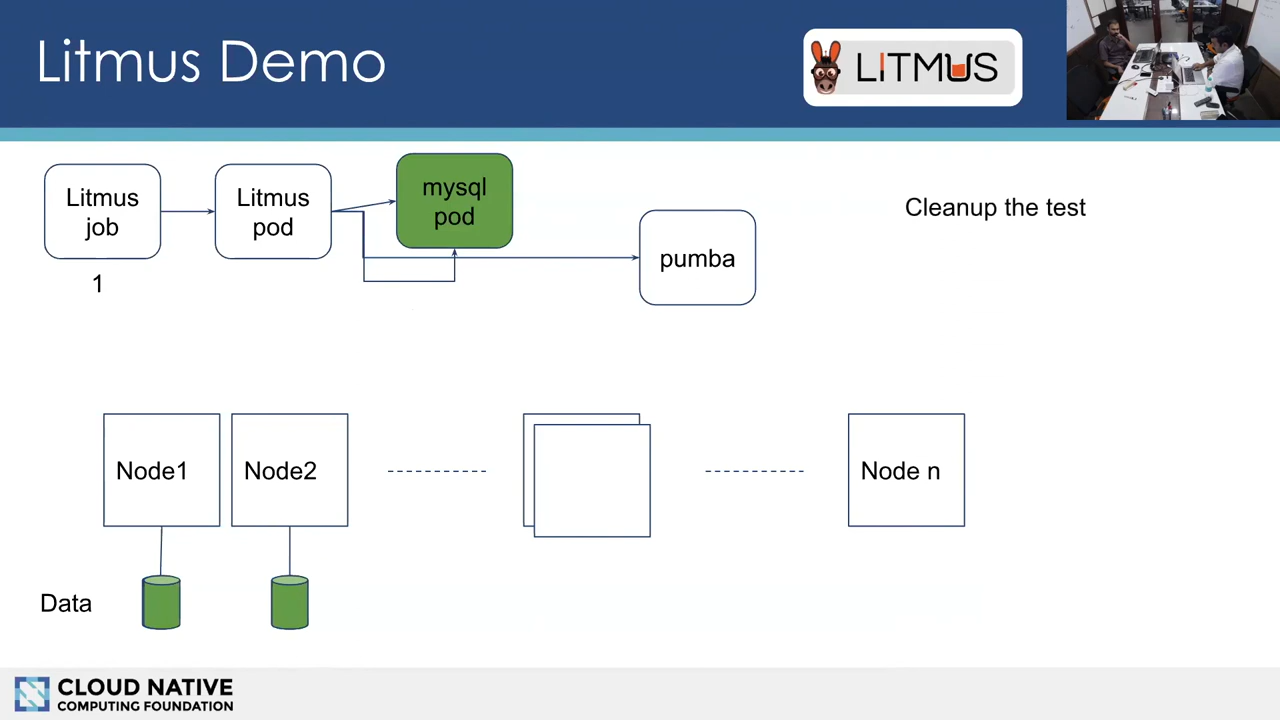 Litmus Demo
LITMUS
Litmus
job
Litmus
pod
mysql
pod
pumba
Cleanup the test
1
Node1
Node2
Node n
Data
CLOUD NATIVE
COMPUTING FOUNDATION